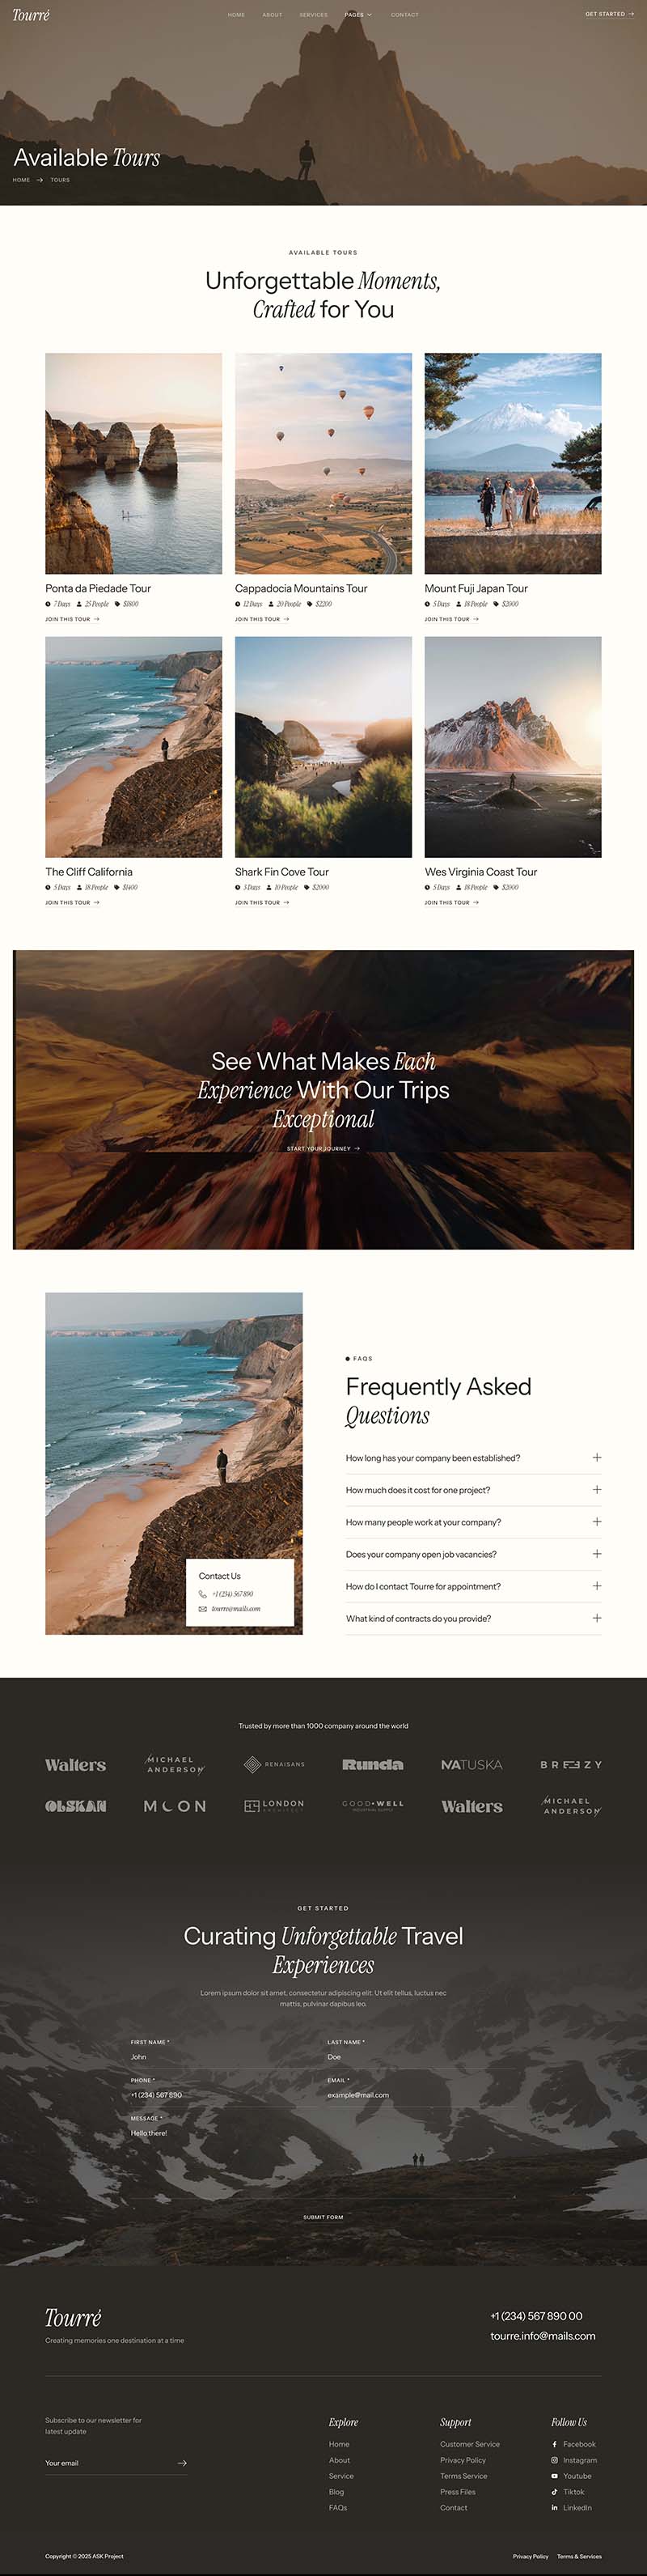 Tourré
HOME ABOUT SERVICES PAGES CONTACT
GET STARTED
Available Tours
HOME TOURS
AVAILABLE TOURS
Unforgettable Moments,
Crafted for You
Ponta da Piedade Tour
7 Days 25 People $1800
JOIN THIS TOUR
Cappadocia Mountains Tour
12 Days 20 People $2200
JOIN THIS TOUR
Mount Fuji Japan Tour
5 Days 18 People $2000
JOIN THIS TOUR
The Cliff California
5 Days 18 People $1400
JOIN THIS TOUR
Shark Fin Cove Tour
5 Days 10 People $2000
JOIN THIS TOUR
Wes Virginia Coast Tour
5 Days 18 People $2000
JOIN THIS TOUR
See What Makes Each
Experience With Our Trips
Exceptional
START YOUR JOURNEY
FAQS
Frequently Asked
Questions
How long has your company been established?
How much does it cost for one project?
How many people work at your company?
Does your company open job vacancies?
How do I contact Tourre for appointment?
What kind of contracts do you provide?
Contact Us
+1 (234) 567 890
tourre@mails.com
Trusted by more than 1000 company around the world
Walters
MICHAEL
ANDERSON
RENAISANS
Runda
NATUSKA
BREEZY
OLSKAN
MOON
LONDON
ARCHITECT
GOOD•WELL
INDUSTRIAL SUPPLY
Walters
MICHAEL
ANDERSON
GET STARTED
Curating Unforgettable Travel
Experiences
Lorem ipsum dolor sit amet, consectetur adipiscing elit. Ut elit tellus, luctus nec
mattis, pulvinar dapibus leo.
FIRST NAME *
John
LAST NAME *
Doe
PHONE *
+1 (234) 567 890
EMAIL *
example@mail.com
MESSAGE *
Hello there!
SUBMIT FORM
Tourré
Creating memories one destination at a time
+1 (234) 567 890 00
tourre.info@mails.com
Subscribe to our newsletter for
latest update
Your email
Explore
Home
About
Service
Blog
FAQs
Support
Customer Service
Privacy Policy
Terms Service
Press Files
Contact
Follow Us
Facebook
Instagram
Youtube
Tiktok
LinkedIn
Copyright © 2025 ASK Project
Privacy Policy Terms & Services